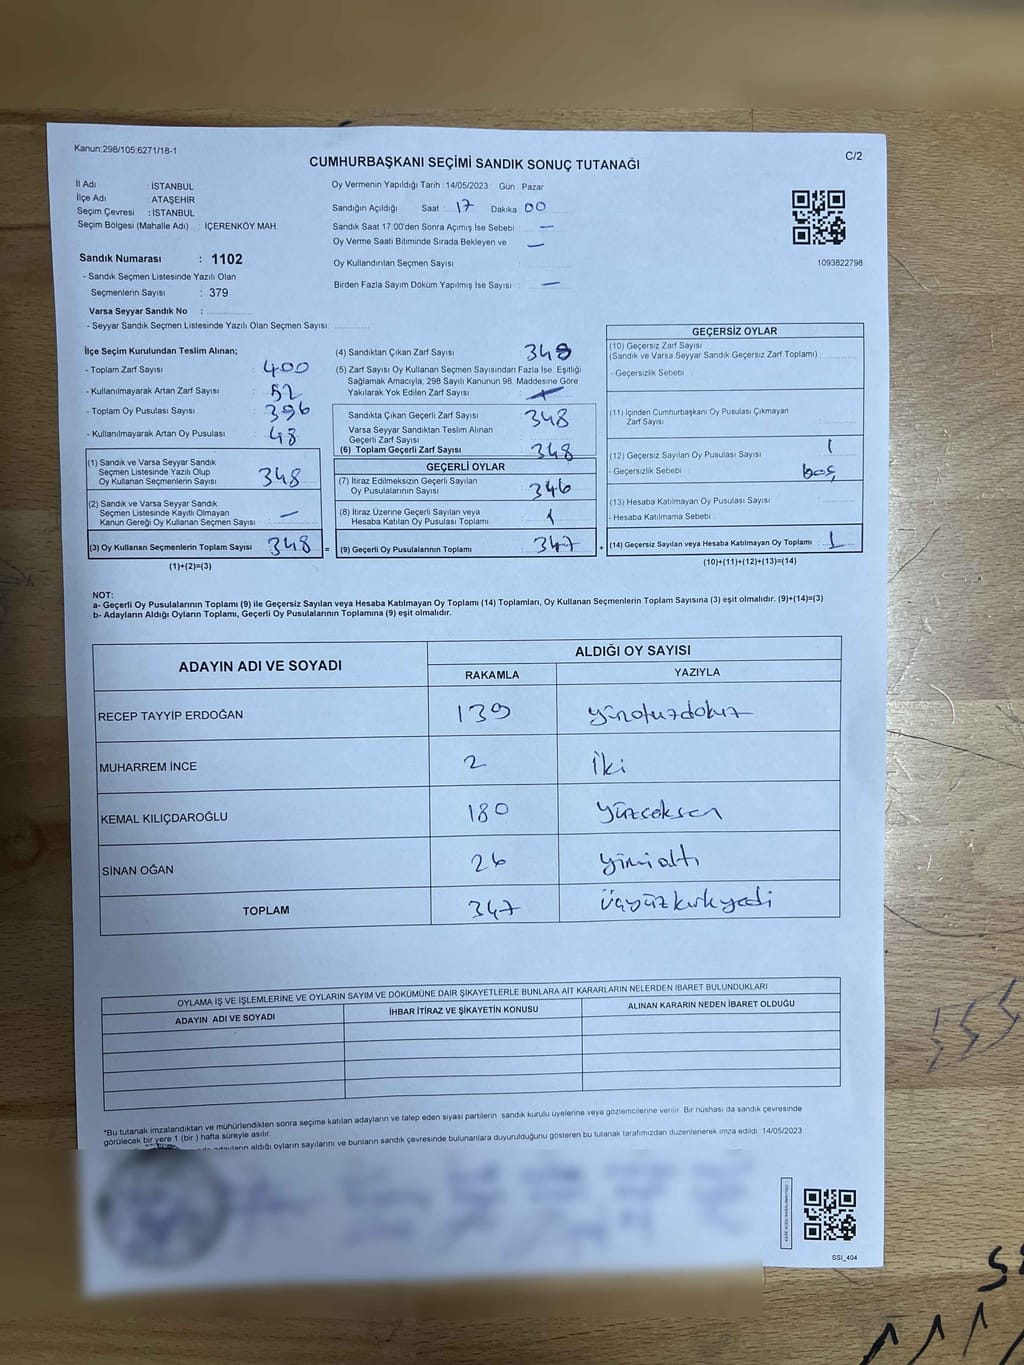 Kanun:298/105;6271/18-1
CUMHURBAŞKANI SEÇİMİ SANDIK SONUÇ TUTANAĞI
C/2
İl Adı : İSTANBUL
İlçe Adı : ATAŞEHİR
Seçim Çevresi : İSTANBUL
Seçim Bölgesi (Mahalle Adı) : İÇERENKÖY MAH.
Sandık Numarası : 1102
- Sandık Seçmen Listesinde Yazılı Olan
Seçmenlerin Sayısı : 379
Varsa Seyyar Sandık No :
- Seyyar Sandık Seçmen Listesinde Yazılı Olan Seçmen Sayısı:
Oy Vermenin Yapıldığı Tarih :14/05/2023 Gün : Pazar
Sandığın Açıldığı Saat : 17 Dakika : 00
Sandık Saat 17:00'den Sonra Açılmış İse Sebebi : —
Oy Verme Saati Bitiminde Sırada Bekleyen ve —
Oy Kullandırılan Seçmen Sayısı
Birden Fazla Sayım Döküm Yapılmış İse Sayısı : —
1093822798
İlçe Seçim Kurulundan Teslim Alınan;
- Toplam Zarf Sayısı : 400
- Kullanılmayarak Artan Zarf Sayısı : 52
- Toplam Oy Pusulası Sayısı : 396
- Kullanılmayarak Artan Oy Pusulası : 48
(1) Sandık ve Varsa Seyyar Sandık
Seçmen Listesinde Yazılı Olup
Oy Kullanan Seçmenlerin Sayısı : 348
(2) Sandık ve Varsa Seyyar Sandık
Seçmen Listesinde Kayıtlı Olmayan
Kanun Gereği Oy Kullanan Seçmen Sayısı : —
(3) Oy Kullanan Seçmenlerin Toplam Sayısı : 348 =
(1)+(2)=(3)
(4) Sandıktan Çıkan Zarf Sayısı : 348
(5) Zarf Sayısı Oy Kullanan Seçmen Sayısından Fazla İse, Eşitliği
Sağlamak Amacıyla, 298 Sayılı Kanunun 98. Maddesine Göre
Yakılarak Yok Edilen Zarf Sayısı :
Sandıkta Çıkan Geçerli Zarf Sayısı : 348
Varsa Seyyar Sandıktan Teslim Alınan
Geçerli Zarf Sayısı
(6) Toplam Geçerli Zarf Sayısı : 348
GEÇERLİ OYLAR
(7) İtiraz Edilmeksizin Geçerli Sayılan
Oy Pusulalarının Sayısı : 346
(8) İtiraz Üzerine Geçerli Sayılan veya
Hesaba Katılan Oy Pusulası Toplamı : 1
(9) Geçerli Oy Pusulalarının Toplamı : 347 +
GEÇERSİZ OYLAR
(10) Geçersiz Zarf Sayısı
(Sandık ve Varsa Seyyar Sandık Geçersiz Zarf Toplamı) :
- Geçersizlik Sebebi :
(11) İçinden Cumhurbaşkanı Oy Pusulası Çıkmayan
Zarf Sayısı :
(12) Geçersiz Sayılan Oy Pusulası Sayısı : 1
- Geçersizlik Sebebi : boş
(13) Hesaba Katılmayan Oy Pusulası Sayısı :
- Hesaba Katılmama Sebebi :
(14) Geçersiz Sayılan veya Hesaba Katılmayan Oy Toplamı : 1
(10)+(11)+(12)+(13)=(14)
NOT:
a- Geçerli Oy Pusulalarının Toplamı (9) ile Geçersiz Sayılan veya Hesaba Katılmayan Oy Toplamı (14) Toplamları, Oy Kullanan Seçmenlerin Toplam Sayısına (3) eşit olmalıdır. (9)+(14)=(3)
b- Adayların Aldığı Oyların Toplamı, Geçerli Oy Pusulalarının Toplamına (9) eşit olmalıdır.
ADAYIN ADI VE SOYADI
ALDIĞI OY SAYISI
RAKAMLA YAZIYLA
RECEP TAYYİP ERDOĞAN 139 yüzotuzdokuz
MUHARREM İNCE 2 iki
KEMAL KILIÇDAROĞLU 180 yüzseksen
SİNAN OĞAN 26 yirmialtı
TOPLAM 347 üçyüzkırkyedi
OYLAMA İŞ VE İŞLEMLERİNE VE OYLARIN SAYIM VE DÖKÜMÜNE DAİR ŞİKAYETLERLE BUNLARA AİT KARARLARIN NELERDEN İBARET BULUNDUKLARI
ADAYIN ADI VE SOYADI İHBAR İTİRAZ VE ŞİKAYETİN KONUSU ALINAN KARARIN NEDEN İBARET OLDUĞU
*Bu tutanak imzalandıktan ve mühürlendikten sonra seçime katılan adayların ve talep eden siyasi partilerin sandık kurulu üyelerine veya gözlemcilerine verilir. Bir nüshası da sandık çevresinde
görülecek bir yere 1 (bir ) hafta süreyle asılır.
adayların aldığı oyların sayılarını ve bunların sandık çevresinde bulunanlara duyurulduğunu gösteren bu tutanak tarafımızdan düzenlenerek imza edildi. 14/05/2023
SSI_404